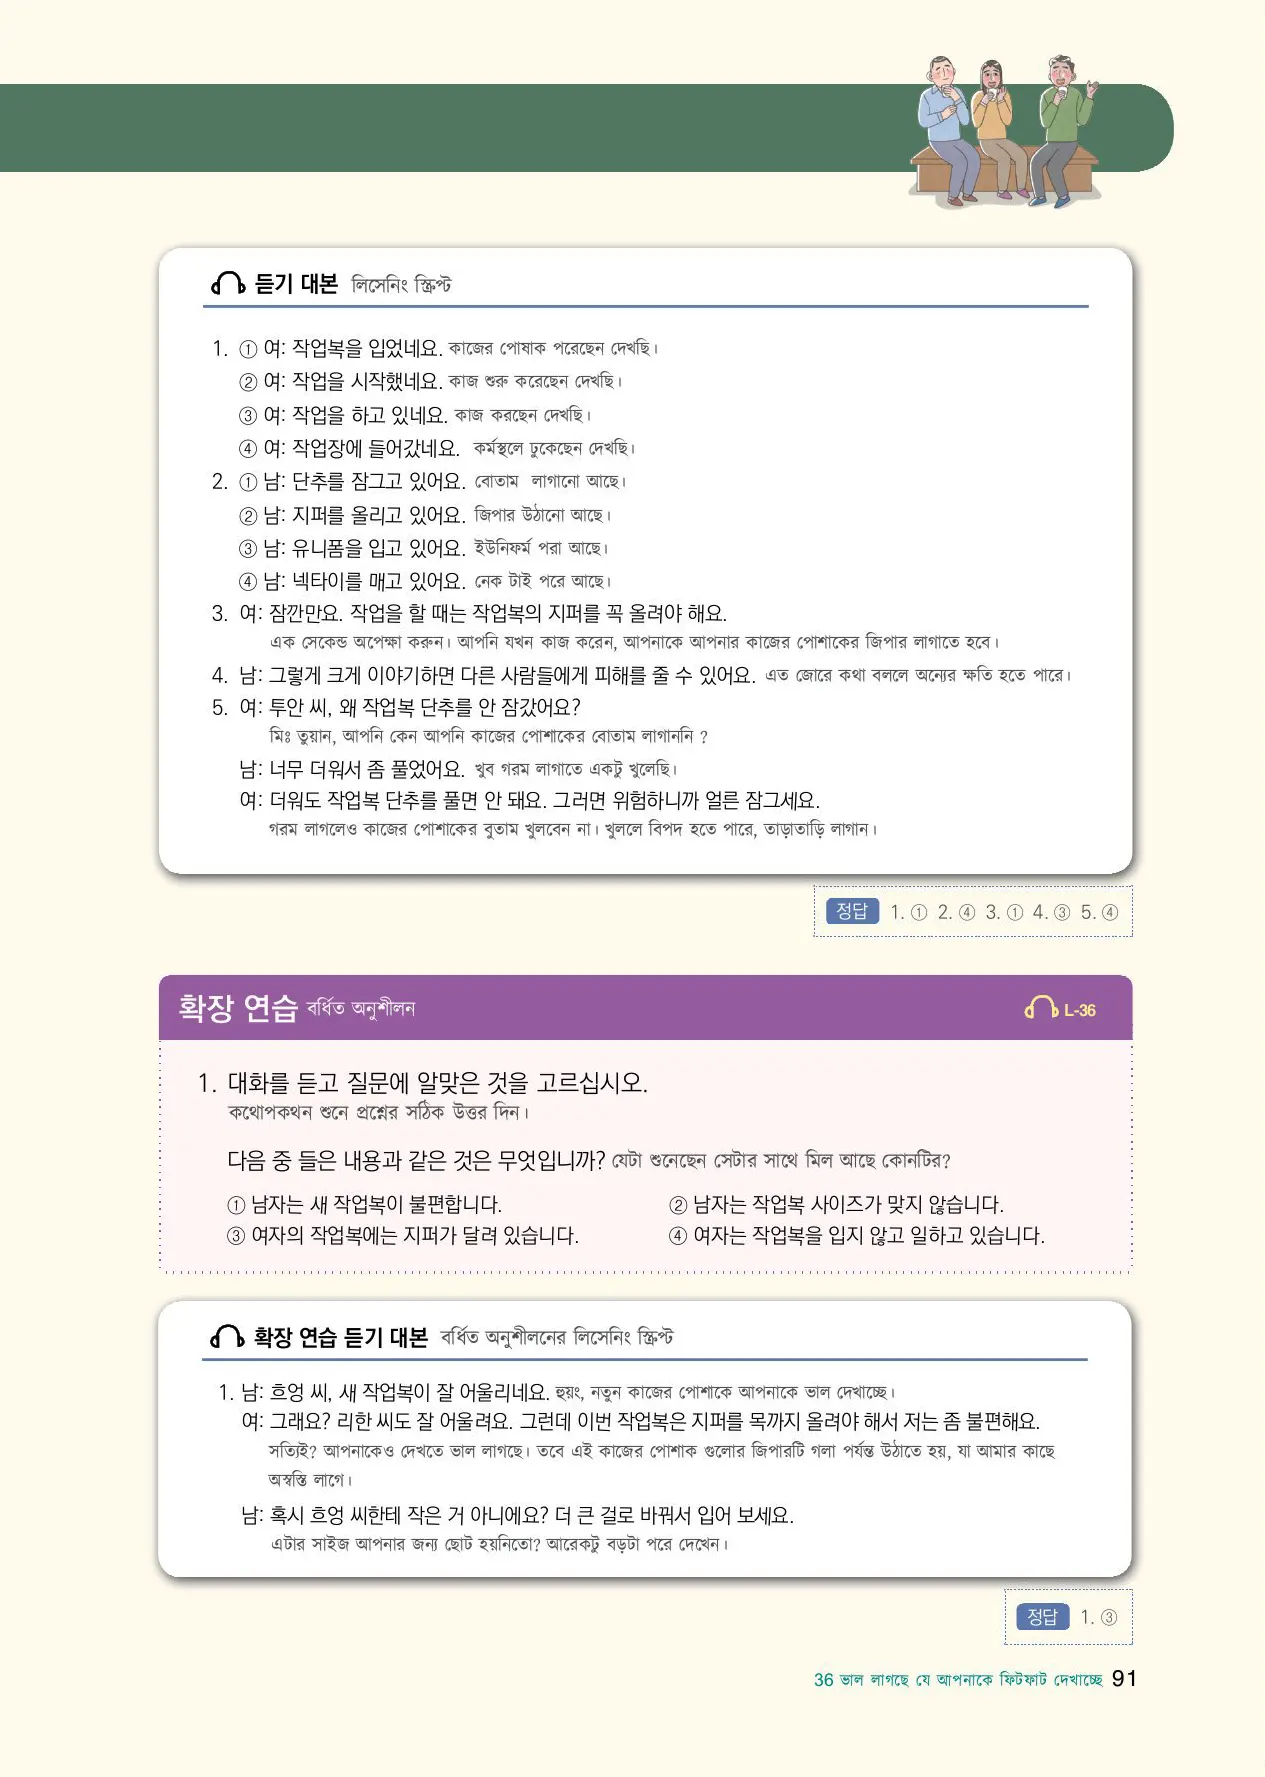 듣기 대본 লিসেনিং স্ক্রিপ্ট
1. ① 여: 작업복을 입었네요. কাজের পোষাক পরেছেন দেখছি।
② 여: 작업을 시작했네요. কাজ শুরু করেছেন দেখছি।
③ 여: 작업을 하고 있네요. কাজ করছেন দেখছি।
④ 여: 작업장에 들어갔네요. কর্মস্থলে ঢুকেছেন দেখছি।
2. ① 남: 단추를 잠그고 있어요. বোতাম লাগানো আছে।
② 남: 지퍼를 올리고 있어요. জিপার উঠানো আছে।
③ 남: 유니폼을 입고 있어요. ইউনিফর্ম পরা আছে।
④ 남: 넥타이를 매고 있어요. নেক টাই পরে আছে।
3. 여: 잠깐만요. 작업을 할 때는 작업복의 지퍼를 꼭 올려야 해요.
এক সেকেন্ড অপেক্ষা করুন। আপনি যখন কাজ করেন, আপনাকে আপনার কাজের পোশাকের জিপার লাগাতে হবে।
4. 남: 그렇게 크게 이야기하면 다른 사람들에게 피해를 줄 수 있어요. এত জোরে কথা বললে অন্যের ক্ষতি হতে পারে।
5. 여: 투안 씨, 왜 작업복 단추를 안 잠갔어요?
মিঃ তুয়ান, আপনি কেন আপনি কাজের পোশাকের বোতাম লাগাননি ?
남: 너무 더워서 좀 풀었어요. খুব গরম লাগাতে একটু খুলেছি।
여: 더워도 작업복 단추를 풀면 안 돼요. 그러면 위험하니까 얼른 잠그세요.
গরম লাগলেও কাজের পোশাকের বুতাম খুলবেন না। খুললে বিপদ হতে পারে, তাড়াতাড়ি লাগান।
정답 1. ① 2. ④ 3. ① 4. ③ 5. ④
확장 연습 বর্ধিত অনুশীলন L-36
1. 대화를 듣고 질문에 알맞은 것을 고르십시오.
কথোপকথন শুনে প্রশ্নের সঠিক উত্তর দিন।
다음 중 들은 내용과 같은 것은 무엇입니까? যেটা শুনেছেন সেটার সাথে মিল আছে কোনটির?
① 남자는 새 작업복이 불편합니다. ② 남자는 작업복 사이즈가 맞지 않습니다.
③ 여자의 작업복에는 지퍼가 달려 있습니다. ④ 여자는 작업복을 입지 않고 일하고 있습니다.
확장 연습 듣기 대본 বর্ধিত অনুশীলনের লিসেনিং স্ক্রিপ্ট
1. 남: 흐엉 씨, 새 작업복이 잘 어울리네요. হুয়ং, নতুন কাজের পোশাকে আপনাকে ভাল দেখাচ্ছে।
여: 그래요? 리한 씨도 잘 어울려요. 그런데 이번 작업복은 지퍼를 목까지 올려야 해서 저는 좀 불편해요.
সত্যিই? আপনাকেও দেখতে ভাল লাগছে। তবে এই কাজের পোশাক গুলোর জিপারটি গলা পর্যন্ত উঠাতে হয়, যা আমার কাছে
অস্বস্তি লাগে।
남: 혹시 흐엉 씨한테 작은 거 아니에요? 더 큰 걸로 바꿔서 입어 보세요.
এটার সাইজ আপনার জন্য ছোট হয়নিতো? আরেকটু বড়টা পরে দেখেন।
정답 1. ③
36 ভাল লাগছে যে আপনাকে ফিটফাট দেখাচ্ছে 91